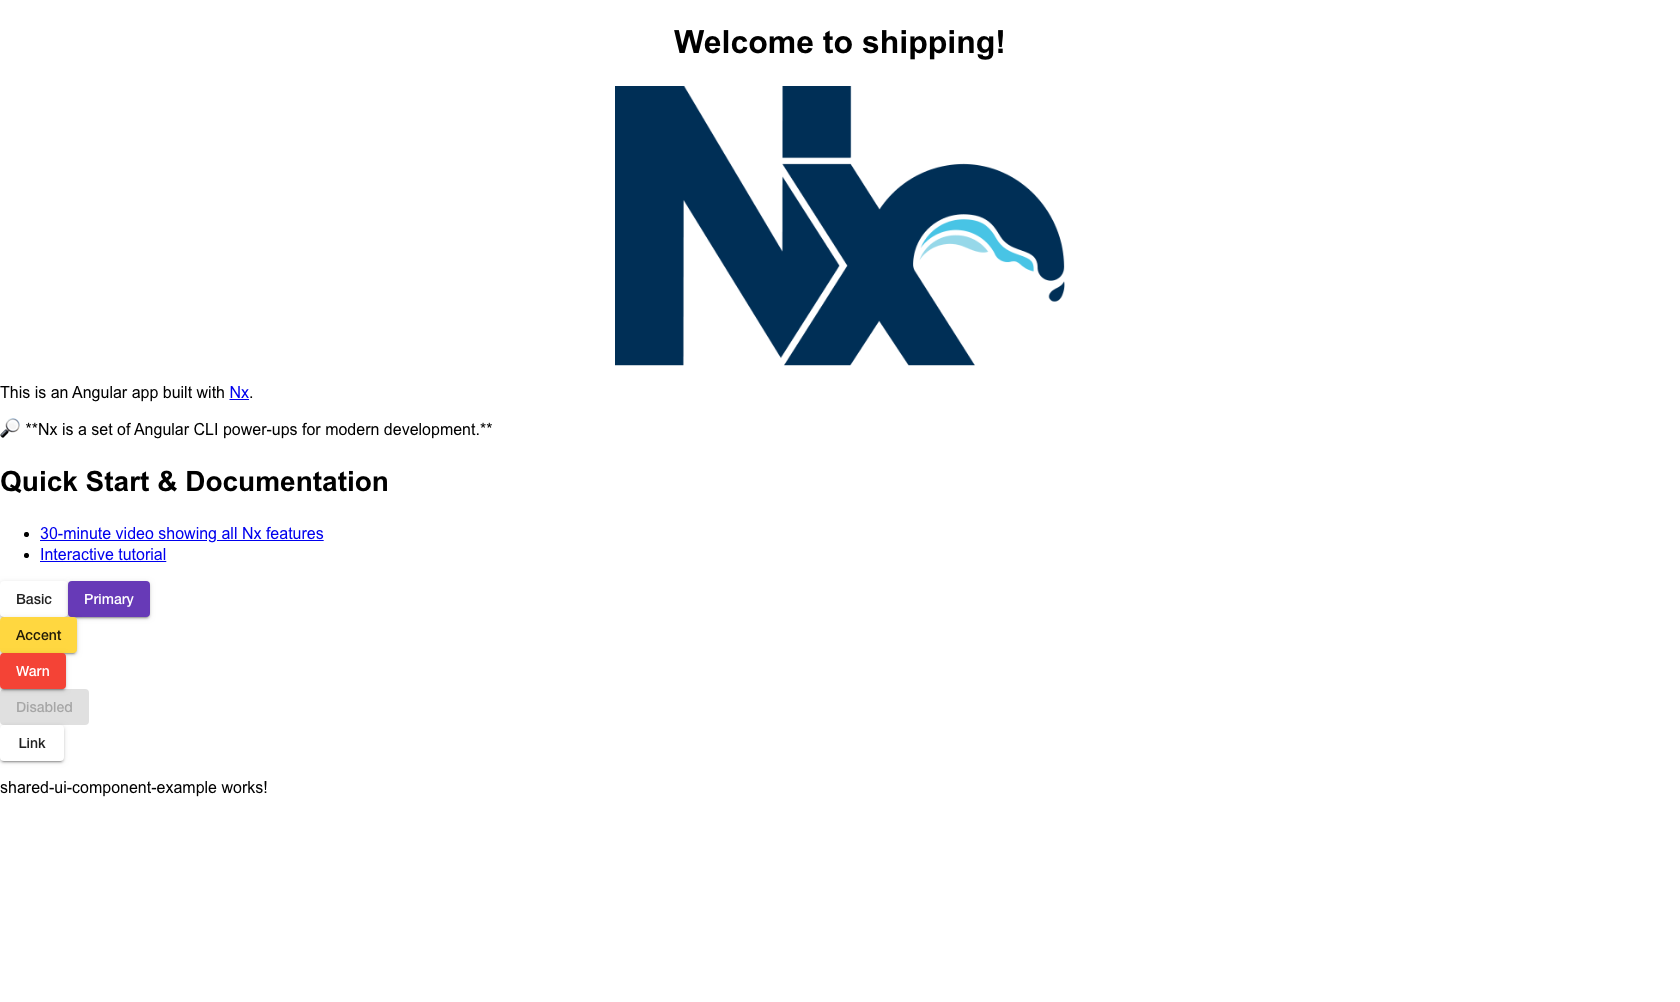 Welcome to shipping!
Nx
This is an Angular app built with Nx.
🔎 **Nx is a set of Angular CLI power-ups for modern development.**
Quick Start & Documentation
• 30-minute video showing all Nx features
• Interactive tutorial
Basic Primary
Accent
Warn
Disabled
Link
shared-ui-component-example works!